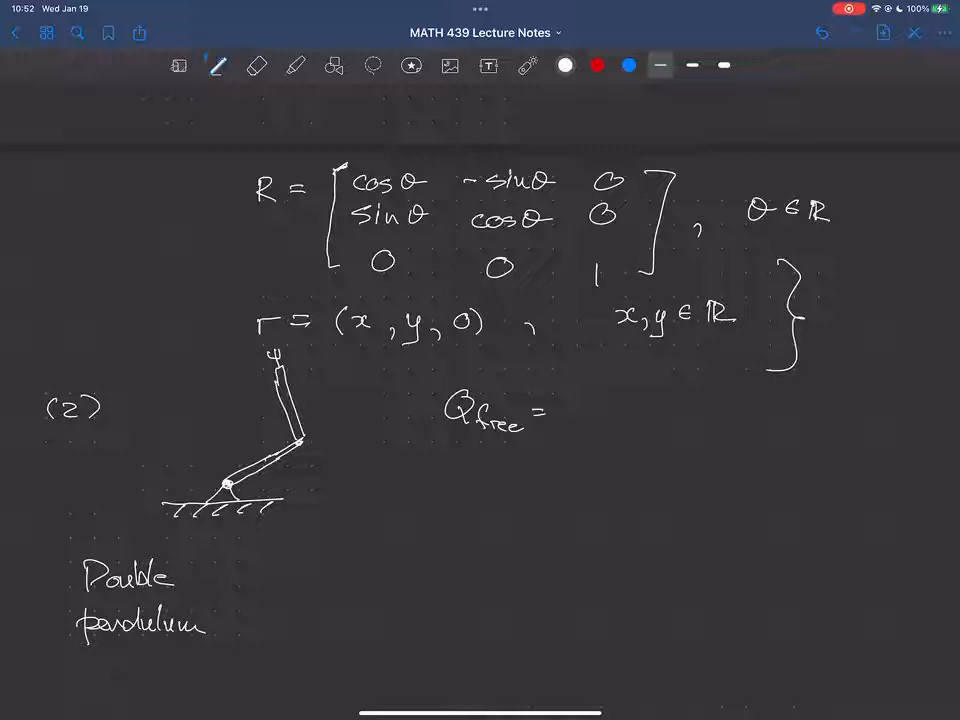 10:52 Wed Jan 19
100%
MATH 439 Lecture Notes
R = [ cos θ - sin θ 0
sin θ cos θ 0
0 0 1 ] , θ ∈ ℝ
r = (x, y, 0) , x, y ∈ ℝ }
(2)
Q_free =
Double
pendulum